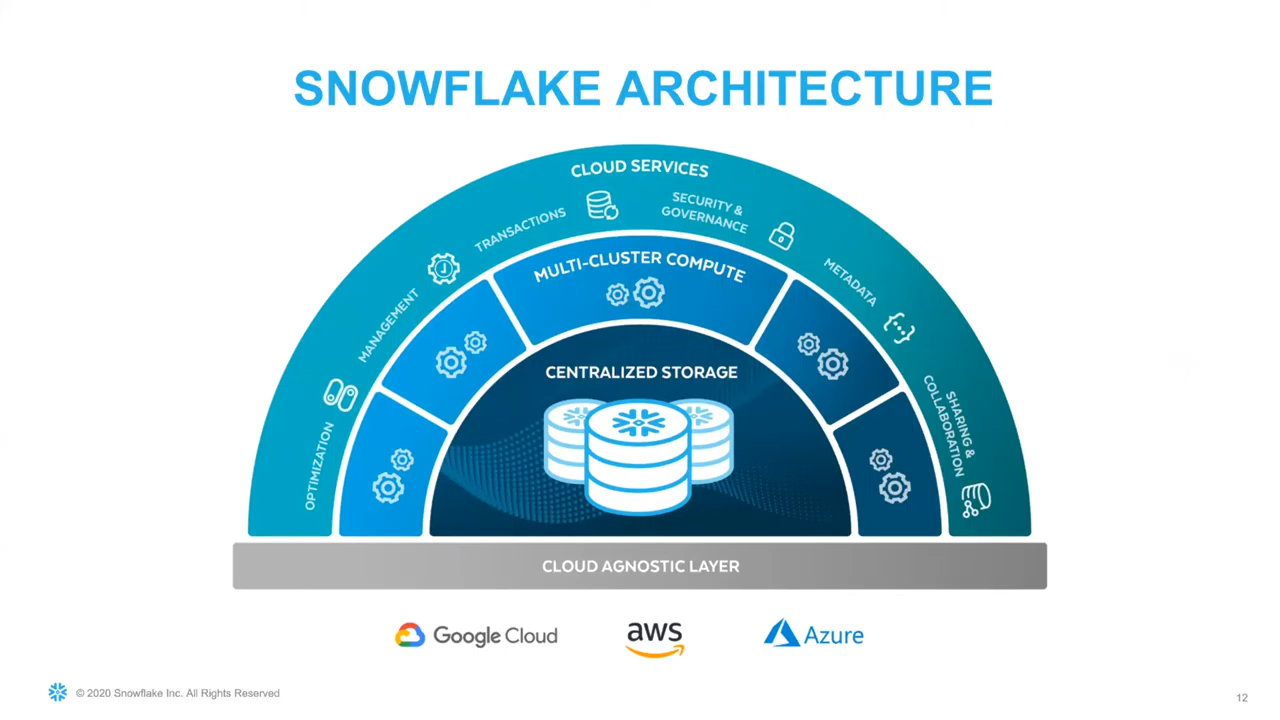 SNOWFLAKE ARCHITECTURE
CLOUD SERVICES
OPTIMIZATION
MANAGEMENT
TRANSACTIONS
SECURITY &
GOVERNANCE
METADATA
SHARING &
COLLABORATION
MULTI-CLUSTER COMPUTE
CENTRALIZED STORAGE
CLOUD AGNOSTIC LAYER
Google Cloud
aws
Azure
© 2020 Snowflake Inc. All Rights Reserved
12